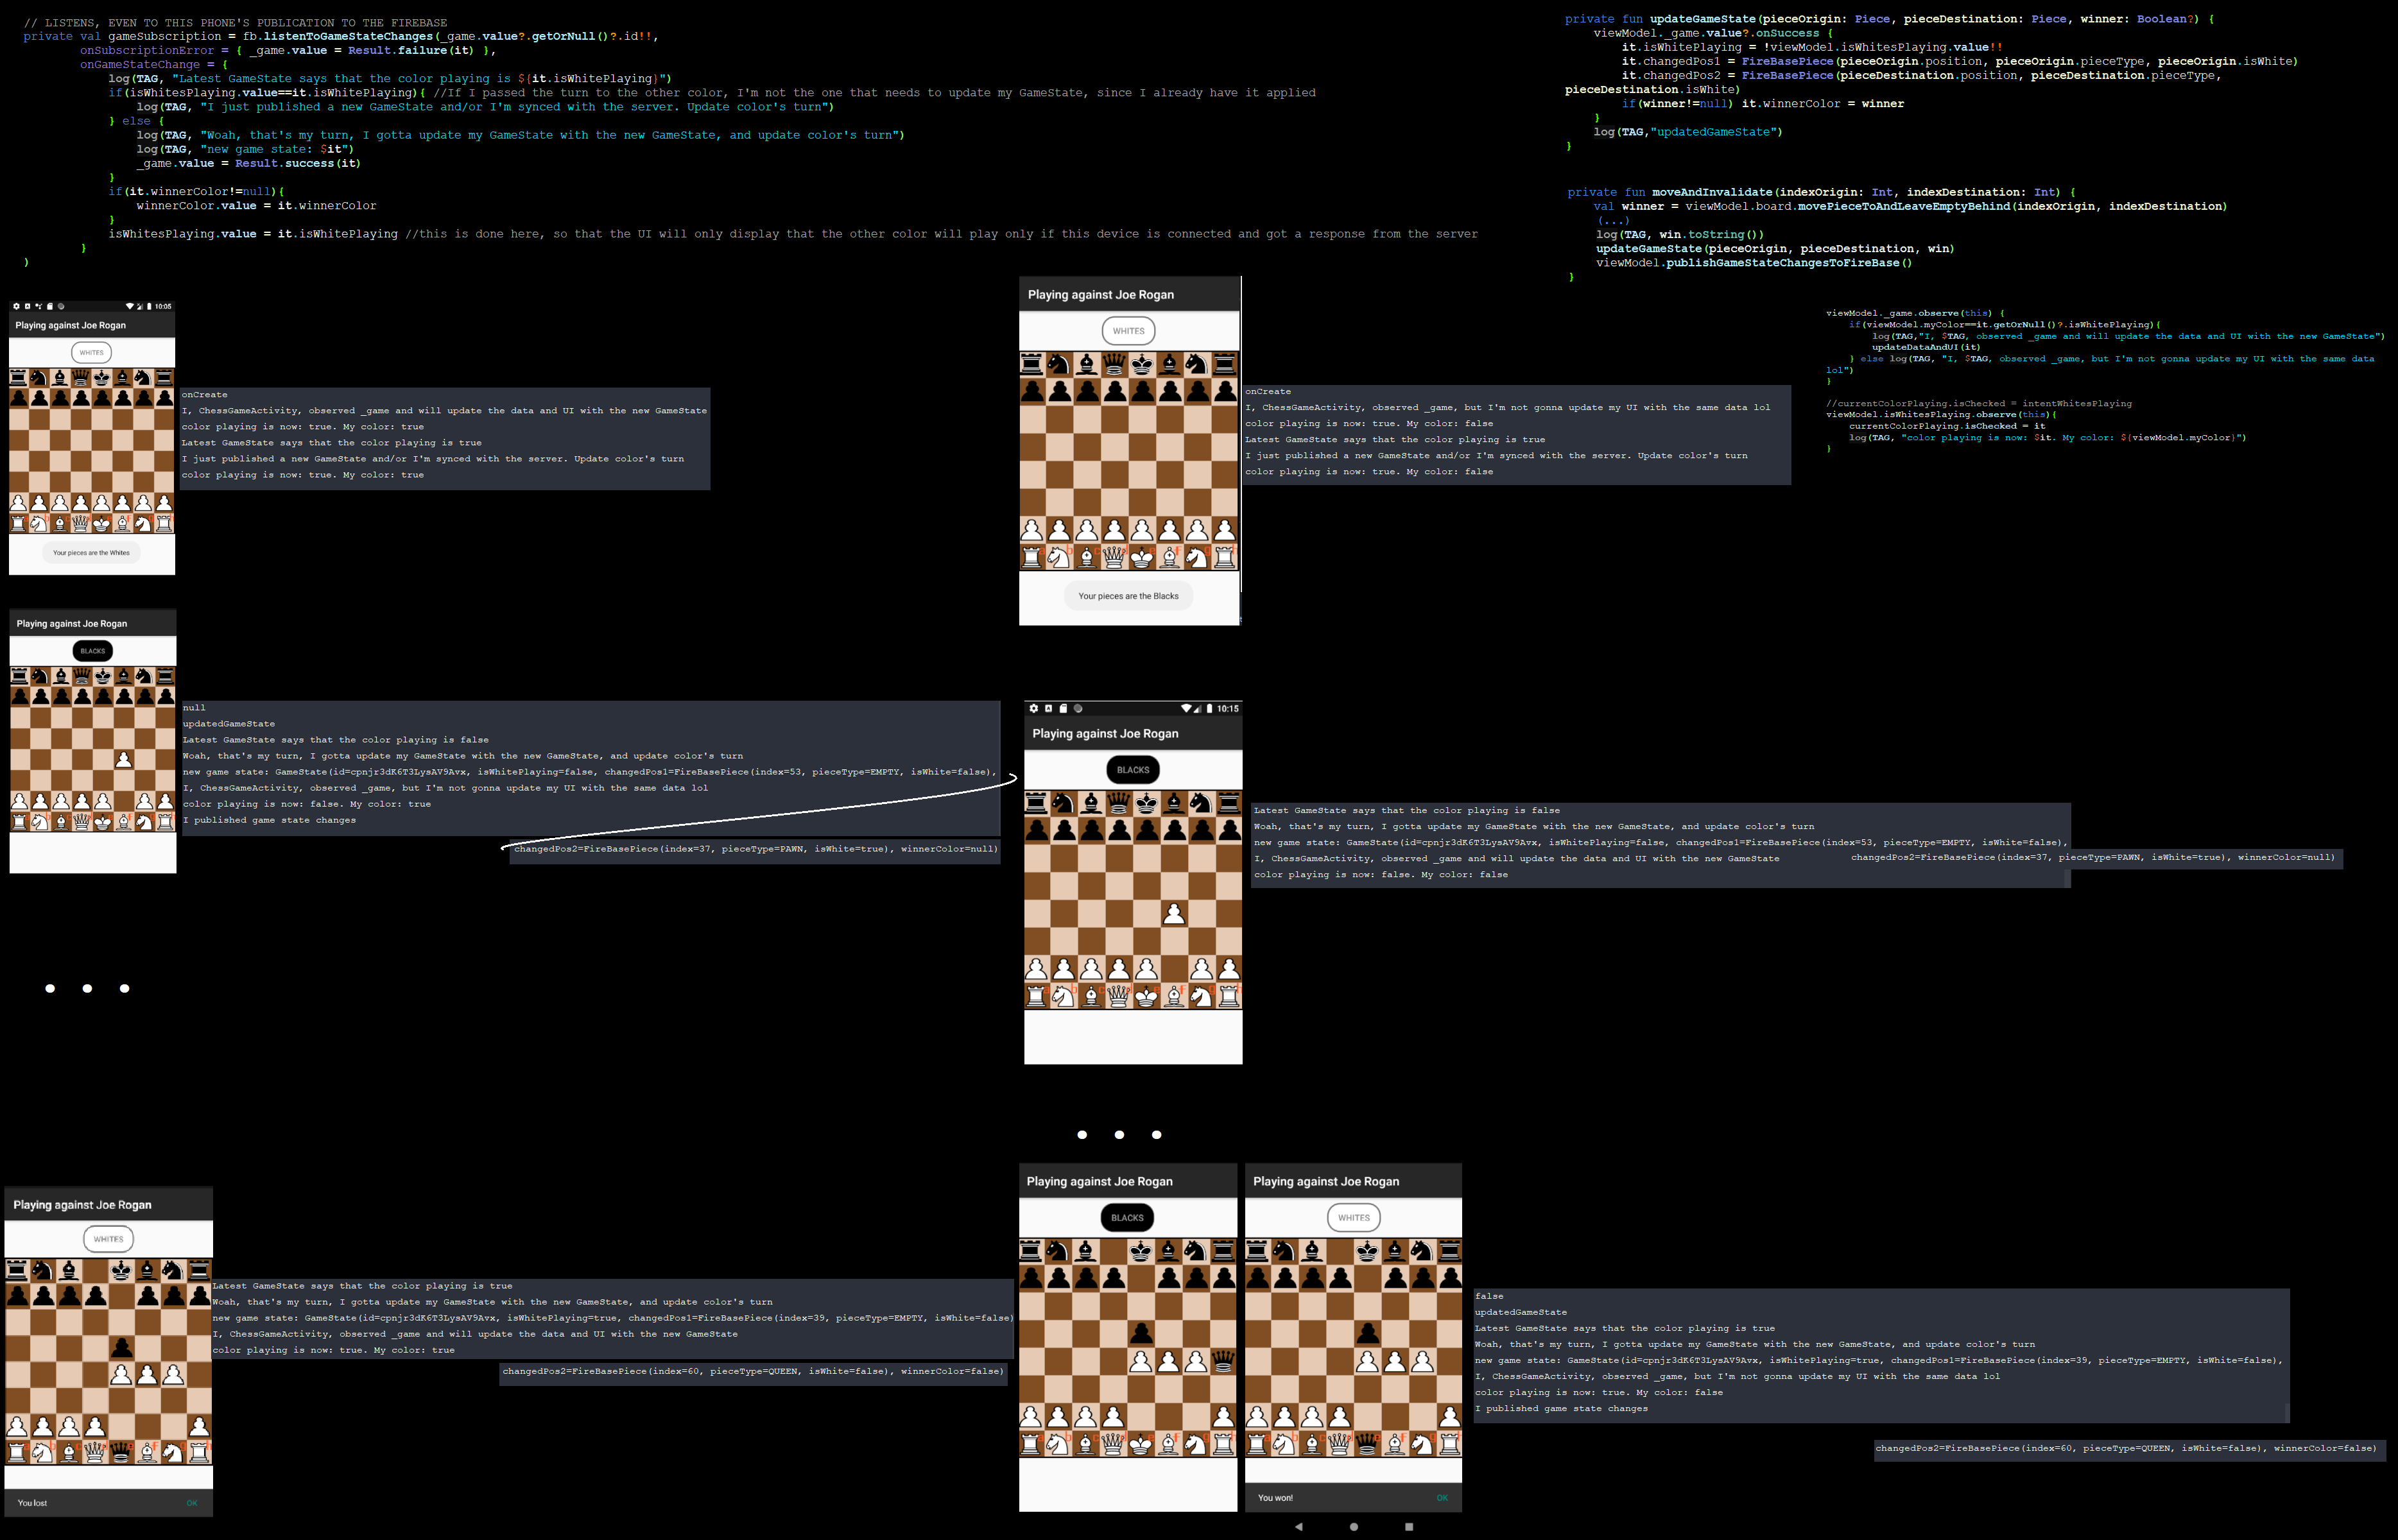 // LISTENS, EVEN TO THIS PHONE'S PUBLICATION TO THE FIREBASE
private val gameSubscription = fb.listenToGameStateChanges(_game.value?.getOrNull()?.id!!,
onSubscriptionError = { _game.value = Result.failure(it) },
onGameStateChange = {
log(TAG, "Latest GameState says that the color playing is ${it.isWhitePlaying}")
if(isWhitesPlaying.value==it.isWhitePlaying){ //If I passed the turn to the other color, I'm not the one that needs to update my GameState, since I already have it applied
log(TAG, "I just published a new GameState and/or I'm synced with the server. Update color's turn")
} else {
log(TAG, "Woah, that's my turn, I gotta update my GameState with the new GameState, and update color's turn")
log(TAG, "new game state: $it")
_game.value = Result.success(it)
}
if(it.winnerColor!=null){
winnerColor.value = it.winnerColor
}
isWhitesPlaying.value = it.isWhitePlaying //this is done here, so that the UI will only display that the other color will play only if this device is connected and got a response from the server
}
)
private fun updateGameState(pieceOrigin: Piece, pieceDestination: Piece, winner: Boolean?) {
viewModel._game.value?.onSuccess {
it.isWhitePlaying = !viewModel.isWhitesPlaying.value!!
it.changedPos1 = FireBasePiece(pieceOrigin.position, pieceOrigin.pieceType, pieceOrigin.isWhite)
it.changedPos2 = FireBasePiece(pieceDestination.position, pieceDestination.pieceType,
pieceDestination.isWhite)
if(winner!=null) it.winnerColor = winner
}
log(TAG,"updatedGameState")
}
private fun moveAndInvalidate(indexOrigin: Int, indexDestination: Int) {
val winner = viewModel.board.movePieceToAndLeaveEmptyBehind(indexOrigin, indexDestination)
(...)
log(TAG, win.toString())
updateGameState(pieceOrigin, pieceDestination, win)
viewModel.publishGameStateChangesToFireBase()
}
viewModel._game.observe(this) {
if(viewModel.myColor==it.getOrNull()?.isWhitePlaying){
log(TAG,"I, $TAG, observed _game and will update the data and UI with the new GameState")
updateDataAndUI(it)
} else log(TAG, "I, $TAG, observed _game, but I'm not gonna update my UI with the same data
lol")
}
//currentColorPlaying.isChecked = intentWhitesPlaying
viewModel.isWhitesPlaying.observe(this){
currentColorPlaying.isChecked = it
log(TAG, "color playing is now: $it. My color: ${viewModel.myColor}")
}
10:05
Playing against Joe Rogan
WHITES
a b c d e f g h
Your pieces are the Whites
onCreate
I, ChessGameActivity, observed _game and will update the data and UI with the new GameState
color playing is now: true. My color: true
Latest GameState says that the color playing is true
I just published a new GameState and/or I'm synced with the server. Update color's turn
color playing is now: true. My color: true
Playing against Joe Rogan
WHITES
a b c d e f g h
Your pieces are the Blacks
onCreate
I, ChessGameActivity, observed _game, but I'm not gonna update my UI with the same data lol
color playing is now: true. My color: false
Latest GameState says that the color playing is true
I just published a new GameState and/or I'm synced with the server. Update color's turn
color playing is now: true. My color: false
Playing against Joe Rogan
BLACKS
a b c d e f g h
null
updatedGameState
Latest GameState says that the color playing is false
Woah, that's my turn, I gotta update my GameState with the new GameState, and update color's turn
new game state: GameState(id=cpnjr3dK6T3LysAV9Avx, isWhitePlaying=false, changedPos1=FireBasePiece(index=53, pieceType=EMPTY, isWhite=false),
I, ChessGameActivity, observed _game, but I'm not gonna update my UI with the same data lol
color playing is now: false. My color: true
I published game state changes
changedPos2=FireBasePiece(index=37, pieceType=PAWN, isWhite=true), winnerColor=null)
10:15
Playing against Joe Rogan
BLACKS
a b c d e f g h
Latest GameState says that the color playing is false
Woah, that's my turn, I gotta update my GameState with the new GameState, and update color's turn
new game state: GameState(id=cpnjr3dK6T3LysAV9Avx, isWhitePlaying=false, changedPos1=FireBasePiece(index=53, pieceType=EMPTY, isWhite=false),
I, ChessGameActivity, observed _game and will update the data and UI with the new GameState
changedPos2=FireBasePiece(index=37, pieceType=PAWN, isWhite=true), winnerColor=null)
color playing is now: false. My color: false
. . .
. . .
Playing against Joe Rogan
WHITES
a b c d e f g h
You lost OK
Latest GameState says that the color playing is true
Woah, that's my turn, I gotta update my GameState with the new GameState, and update color's turn
new game state: GameState(id=cpnjr3dK6T3LysAV9Avx, isWhitePlaying=true, changedPos1=FireBasePiece(index=39, pieceType=EMPTY, isWhite=false)
I, ChessGameActivity, observed _game and will update the data and UI with the new GameState
color playing is now: true. My color: true
changedPos2=FireBasePiece(index=60, pieceType=QUEEN, isWhite=false), winnerColor=false)
Playing against Joe Rogan
BLACKS
a b c d e f g h
Playing against Joe Rogan
WHITES
a b c d e f g h
You won! OK
false
updatedGameState
Latest GameState says that the color playing is true
Woah, that's my turn, I gotta update my GameState with the new GameState, and update color's turn
new game state: GameState(id=cpnjr3dK6T3LysAV9Avx, isWhitePlaying=true, changedPos1=FireBasePiece(index=39, pieceType=EMPTY, isWhite=false),
I, ChessGameActivity, observed _game, but I'm not gonna update my UI with the same data lol
color playing is now: true. My color: false
I published game state changes
changedPos2=FireBasePiece(index=60, pieceType=QUEEN, isWhite=false), winnerColor=false)